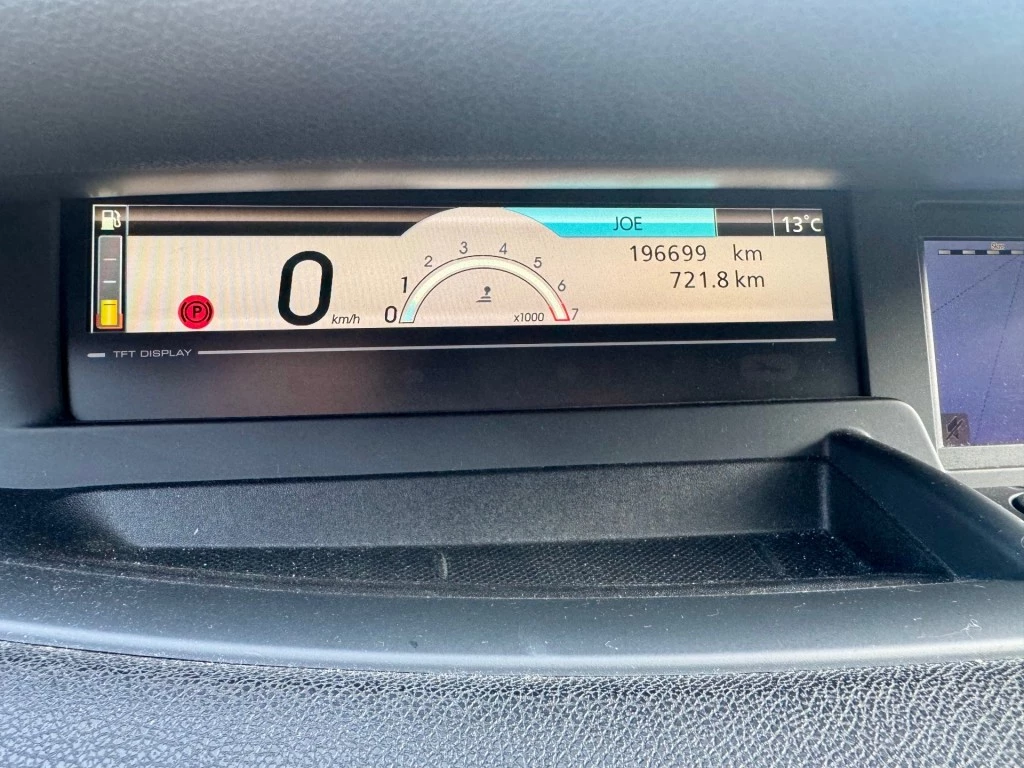 JOE
13°C
196699 km
721.8 km
P
0 km/h
0 1 2 3 4 5 6 7
x1000
TFT DISPLAY